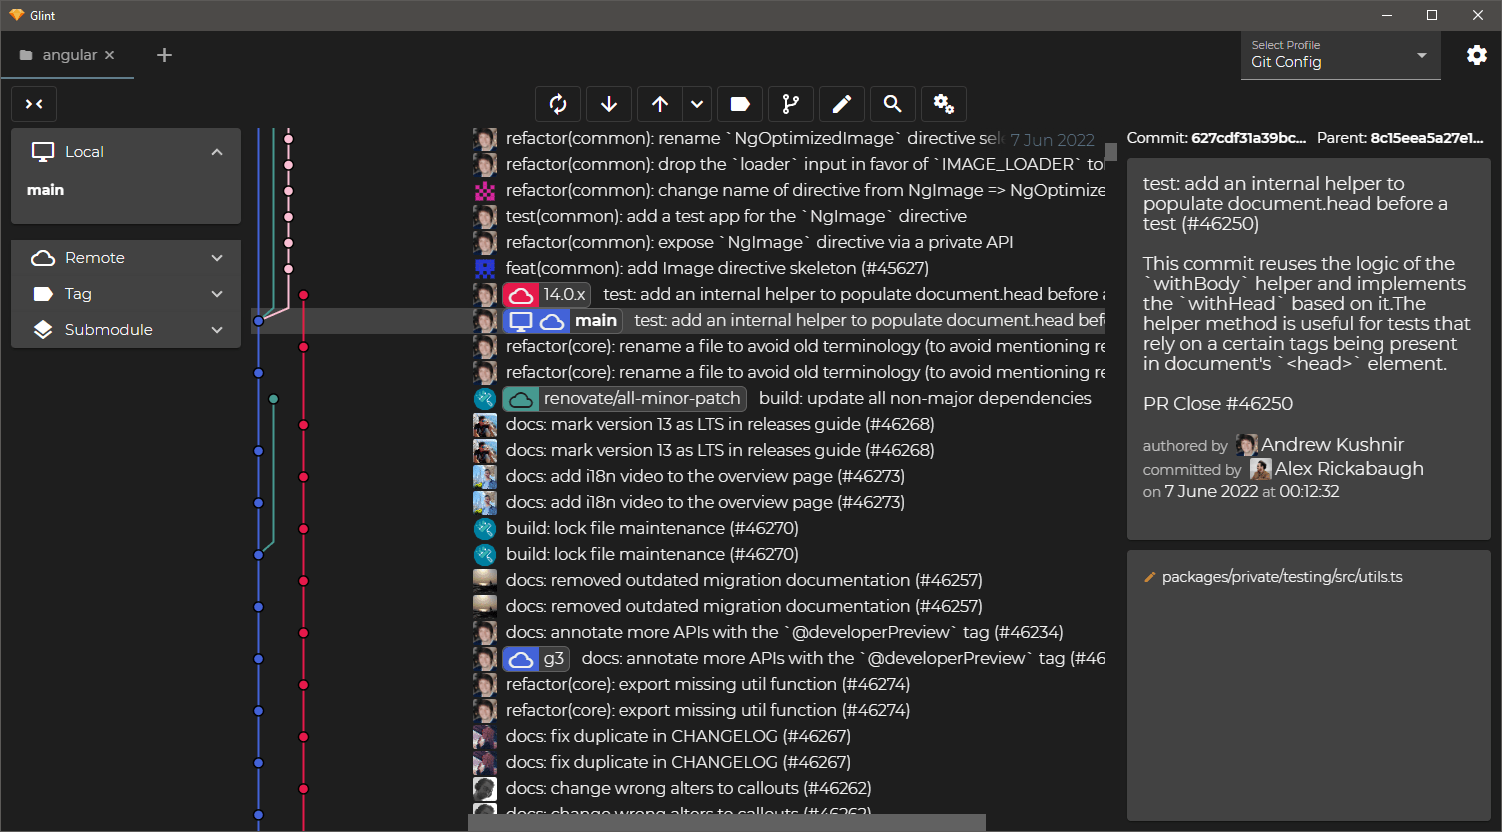 Glint
angular
Select Profile
Git Config
Local
main
Remote
Tag
Submodule
refactor(common): rename `NgOptimizedImage` directive sele 7 Jun 2022
refactor(common): drop the `loader` input in favor of `IMAGE_LOADER` to
refactor(common): change name of directive from NgImage => NgOptimize
test(common): add a test app for the `NgImage` directive
refactor(common): expose `NgImage` directive via a private API
feat(common): add Image directive skeleton (#45627)
14.0.x test: add an internal helper to populate document.head before a
main test: add an internal helper to populate document.head bef
refactor(core): rename a file to avoid old terminology (to avoid mentioning re
refactor(core): rename a file to avoid old terminology (to avoid mentioning re
renovate/all-minor-patch build: update all non-major dependencies
docs: mark version 13 as LTS in releases guide (#46268)
docs: mark version 13 as LTS in releases guide (#46268)
docs: add i18n video to the overview page (#46273)
docs: add i18n video to the overview page (#46273)
build: lock file maintenance (#46270)
build: lock file maintenance (#46270)
docs: removed outdated migration documentation (#46257)
docs: removed outdated migration documentation (#46257)
docs: annotate more APIs with the `@developerPreview` tag (#46234)
g3 docs: annotate more APIs with the `@developerPreview` tag (#46
refactor(core): export missing util function (#46274)
refactor(core): export missing util function (#46274)
docs: fix duplicate in CHANGELOG (#46267)
docs: fix duplicate in CHANGELOG (#46267)
docs: change wrong alters to callouts (#46262)
docs: change wrong alters to callouts (#46262)
Commit: 627cdf31a39bc... Parent: 8c15eea5a27e1...
test: add an internal helper to
populate document.head before a
test (#46250)
This commit reuses the logic of the
`withBody` helper and implements
the `withHead` based on it.The
helper method is useful for tests that
rely on a certain tags being present
in document's `<head>` element.
PR Close #46250
authored by Andrew Kushnir
committed by Alex Rickabaugh
on 7 June 2022 at 00:12:32
packages/private/testing/src/utils.ts